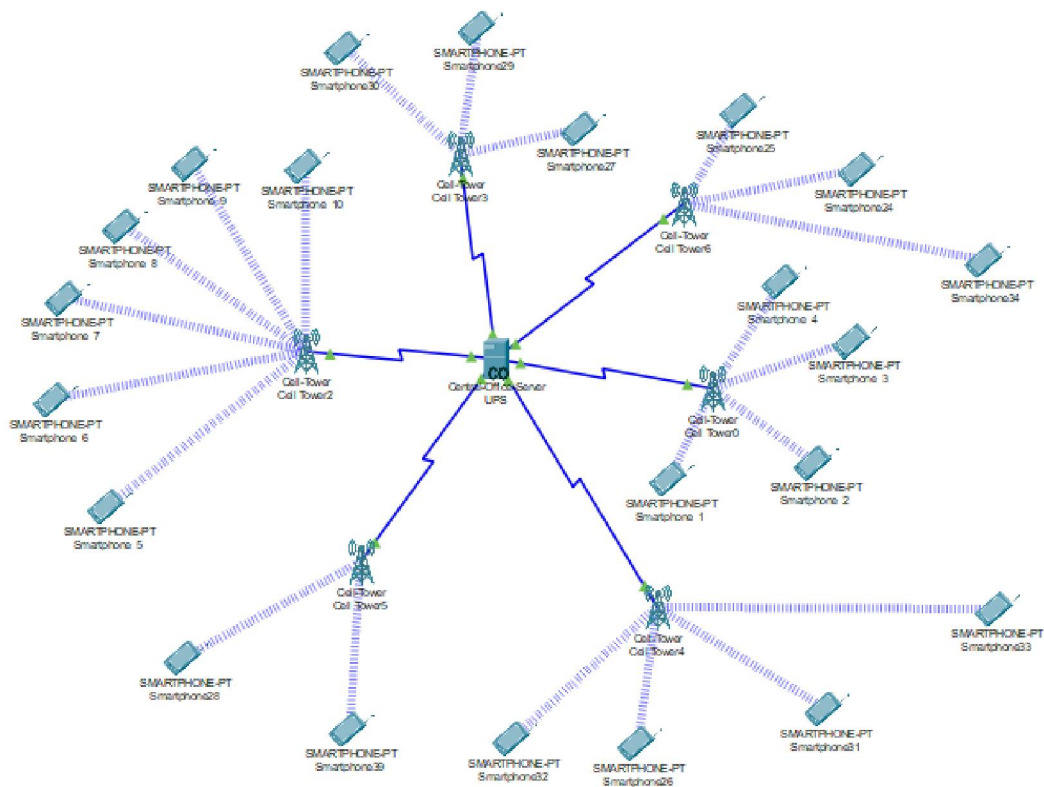 SMARTPHONE-PT
Smartphone30
SMARTPHONE-PT
Smartphone29
SMARTPHONE-PT
Smartphone27
Cell-Tower
Cell Tower3
SMARTPHONE-PT
Smartphone25
SMARTPHONE-PT
Smartphone24
SMARTPHONE-PT
Smartphone34
Cell-Tower
Cell Tower6
SMARTPHONE-PT
Smartphone 9
SMARTPHONE-PT
Smartphone 10
SMARTPHONE-PT
Smartphone 8
SMARTPHONE-PT
Smartphone 7
SMARTPHONE-PT
Smartphone 6
SMARTPHONE-PT
Smartphone 5
Cell-Tower
Cell Tower2
CO
Central-Office-Server
UPS
SMARTPHONE-PT
Smartphone 4
SMARTPHONE-PT
Smartphone 3
Cell-Tower
Cell Tower0
SMARTPHONE-PT
Smartphone 2
SMARTPHONE-PT
Smartphone 1
Cell-Tower
Cell Tower5
SMARTPHONE-PT
Smartphone28
SMARTPHONE-PT
Smartphone39
Cell-Tower
Cell-Tower4
SMARTPHONE-PT
Smartphone33
SMARTPHONE-PT
Smartphone31
SMARTPHONE-PT
Smartphone32
SMARTPHONE-PT
Smartphone26